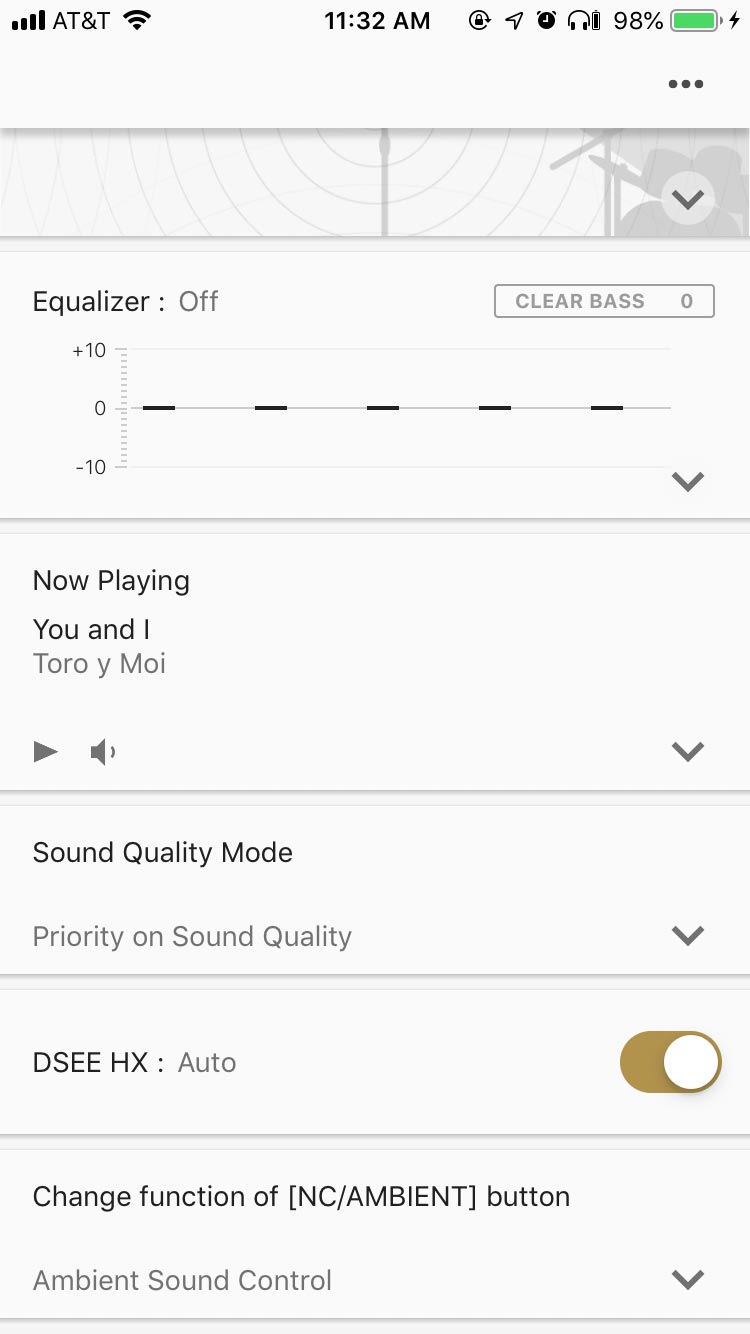 AT&T 11:32 AM 98%
Equalizer : Off CLEAR BASS 0
+10
0
-10
Now Playing
You and I
Toro y Moi
Sound Quality Mode
Priority on Sound Quality
DSEE HX : Auto
Change function of [NC/AMBIENT] button
Ambient Sound Control